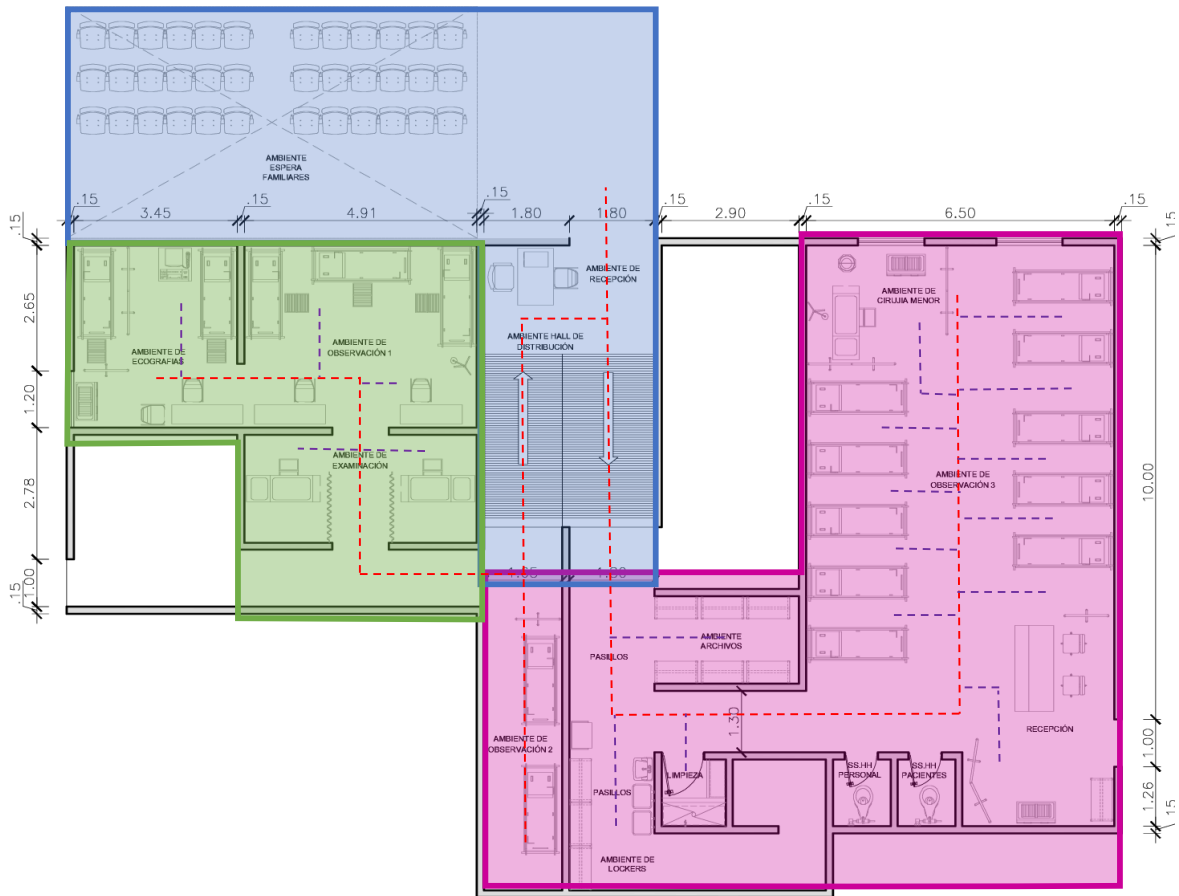 AMBIENTE
ESPERA
FAMILIARES
.15
.15
.15
.15
.15
.15
3.45
4.91
1.80
1.80
2.90
6.50
.15
.15
AMBIENTE DE
RECEPCIÓN
AMBIENTE DE
CIRUJIA MENOR
2.65
AMBIENTE DE
ECOGRAFIAS
AMBIENTE DE
OBSERVACIÓN 1
AMBIENTE HALL DE
DISTRIBUCIÓN
1.20
AMBIENTE DE
EXAMINACIÓN
AMBIENTE DE
OBSERVACIÓN 3
2.78
10.00
1.00
.15
PASILLOS
AMBIENTE
ARCHIVOS
1.30
AMBIENTE DE
OBSERVACIÓN 2
RECEPCIÓN
1.00
LIMPIEZA
SS.HH
PERSONAL
SS.HH
PACIENTES
PASILLOS
1.26
.15
AMBIENTE DE
LOCKERS